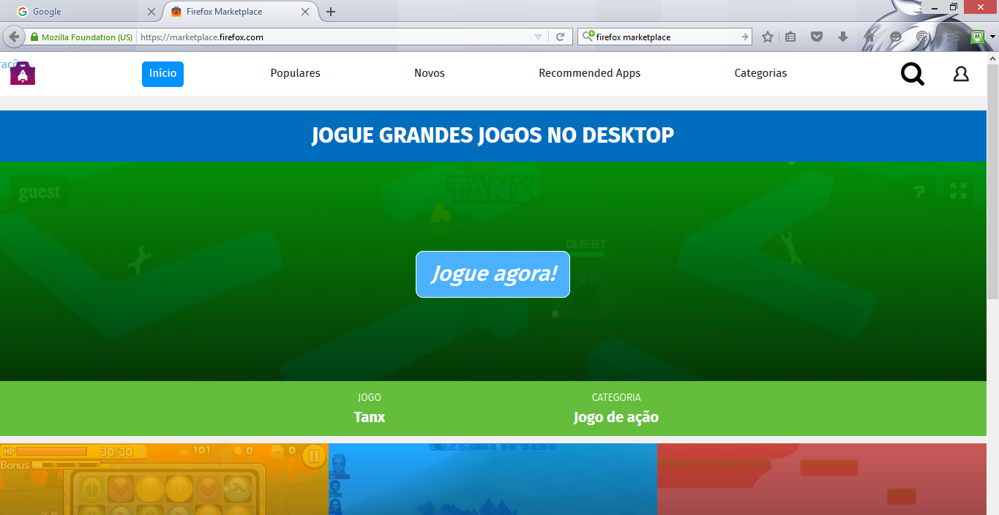 Google
Firefox Marketplace
Mozilla Foundation (US)
https://marketplace.firefox.com
firefox marketplace
Início
Populares
Novos
Recommended Apps
Categorias
JOGUE GRANDES JOGOS NO DESKTOP
guest
TANX
?
GUEST
Jogue agora!
JOGO
CATEGORIA
Tanx
Jogo de ação
HP
30/30
101
0
0
Bonus